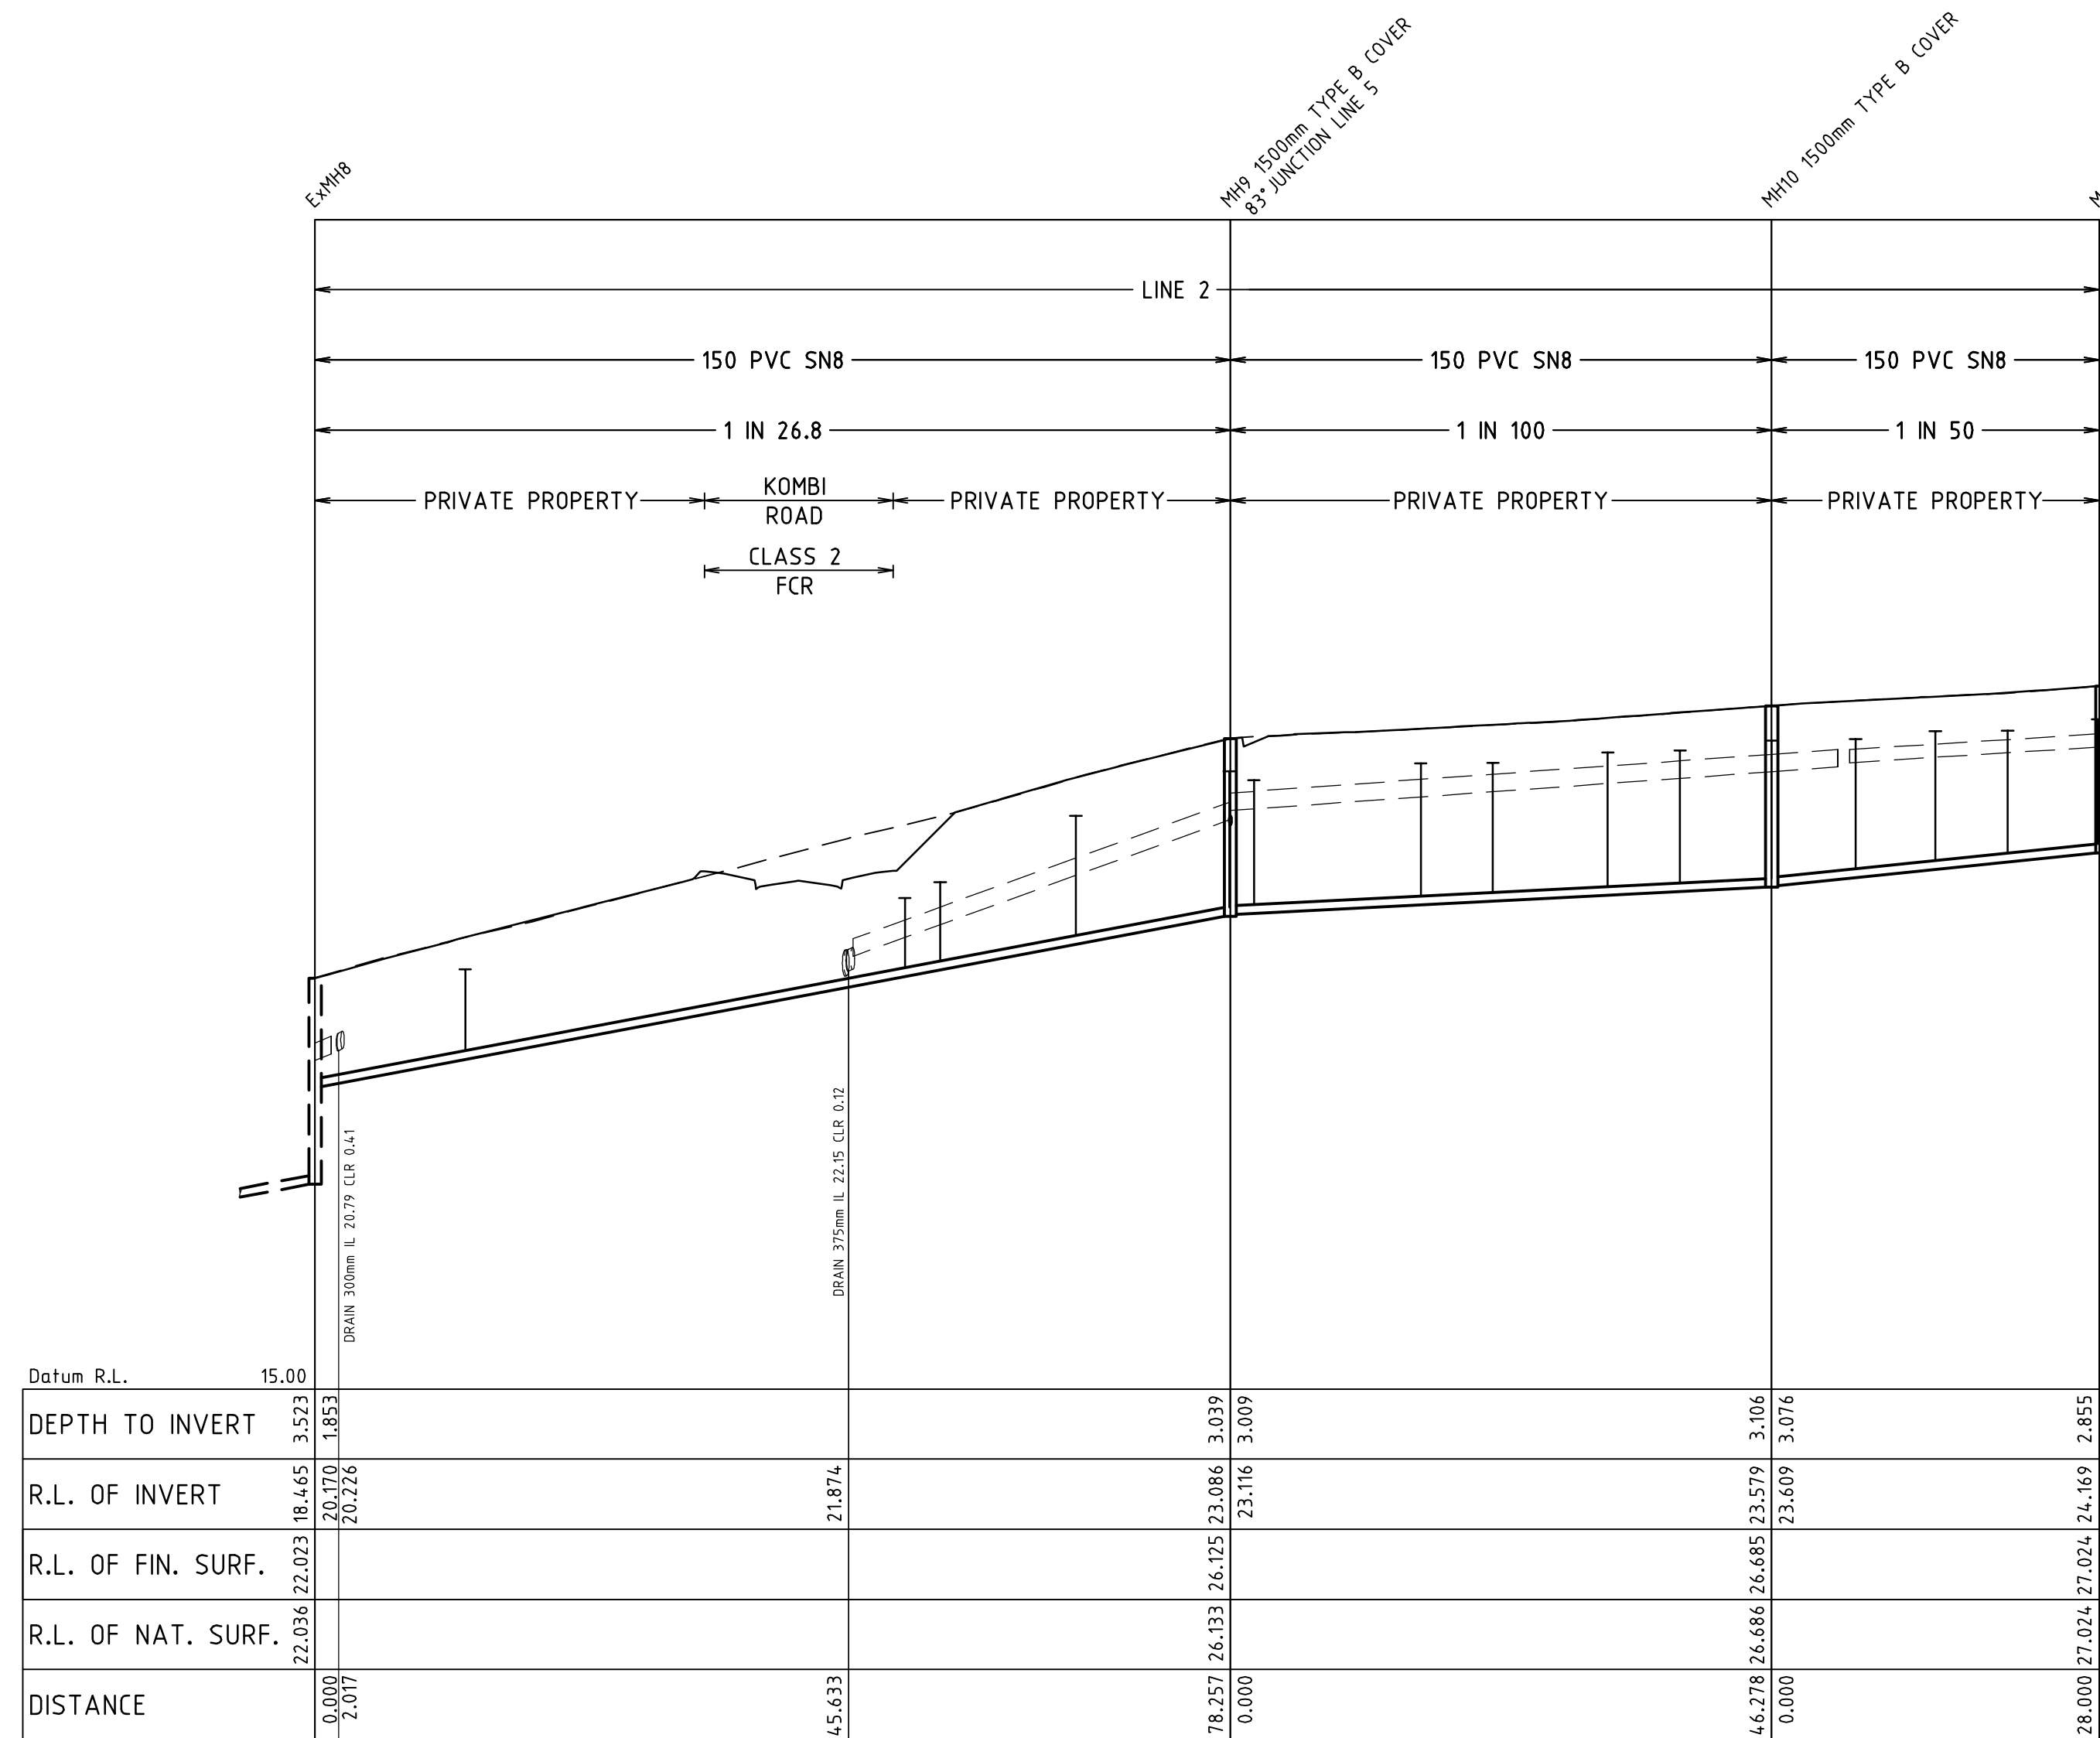 ExMH8
MH9 1500mm TYPE B COVER
83° JUNCTION LINE 5
MH10 1500mm TYPE B COVER
LINE 2
150 PVC SN8
150 PVC SN8
150 PVC SN8
1 IN 26.8
1 IN 100
1 IN 50
PRIVATE PROPERTY
KOMBI
ROAD
PRIVATE PROPERTY
PRIVATE PROPERTY
PRIVATE PROPERTY
CLASS 2
FCR
DRAIN 300mm IL 20.79 CLR 0.41
DRAIN 375mm IL 22.15 CLR 0.12
Datum R.L. 15.00
DEPTH TO INVERT 3.523 1.853 3.039 3.009 3.106 3.076 2.855
R.L. OF INVERT 18.465 20.170 20.226 21.874 23.086 23.116 23.579 23.609 24.169
R.L. OF FIN. SURF. 22.023 26.125 26.685 27.024
R.L. OF NAT. SURF. 22.036 26.133 26.686 27.024
DISTANCE 0.000 2.017 45.633 78.257 0.000 46.278 0.000 28.000